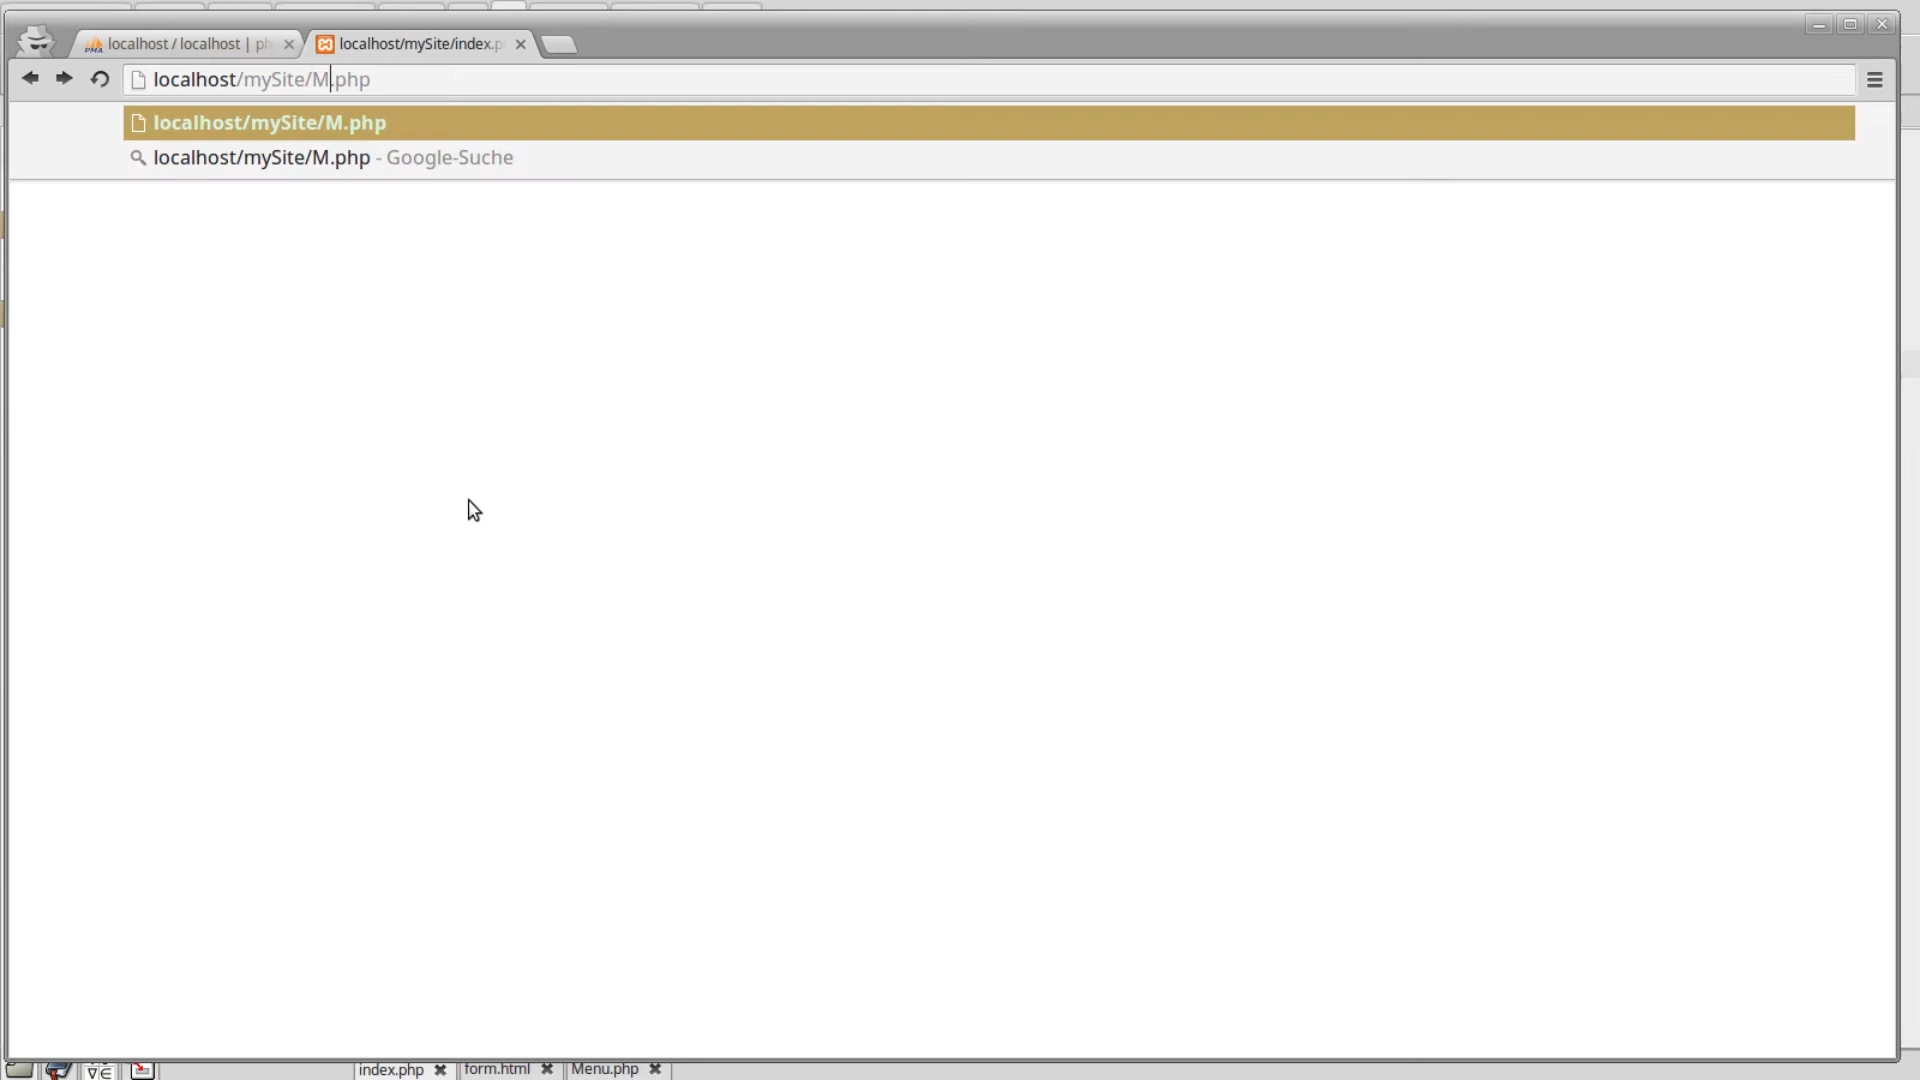 localhost / localhost | ph
localhost/mySite/index.p
localhost/mySite/M.php
localhost/mySite/M.php
localhost/mySite/M.php - Google-Suche
index.php
form.html
Menu.php